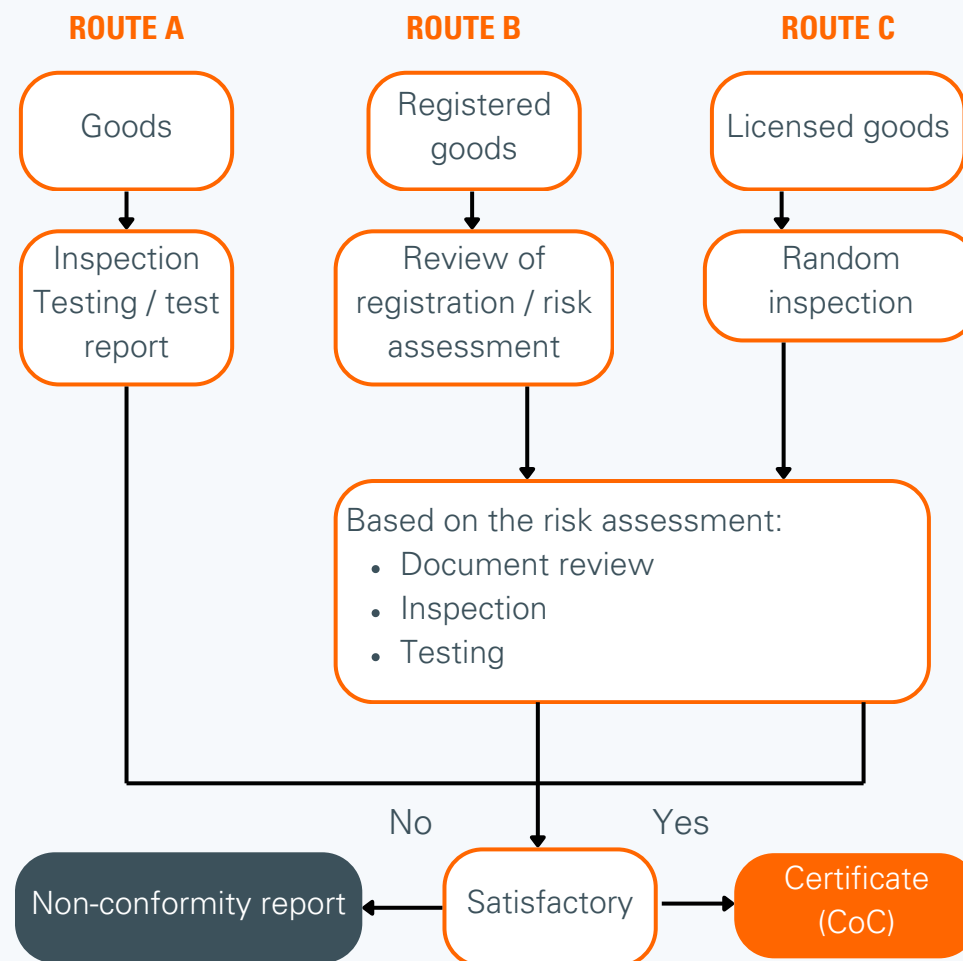 ROUTE A
ROUTE B
ROUTE C
Goods
Registered
goods
Licensed goods
Inspection
Testing / test
report
Review of
registration / risk
assessment
Random
inspection
Based on the risk assessment:
• Document review
• Inspection
• Testing
No
Yes
Non-conformity report
Satisfactory
Certificate
(CoC)